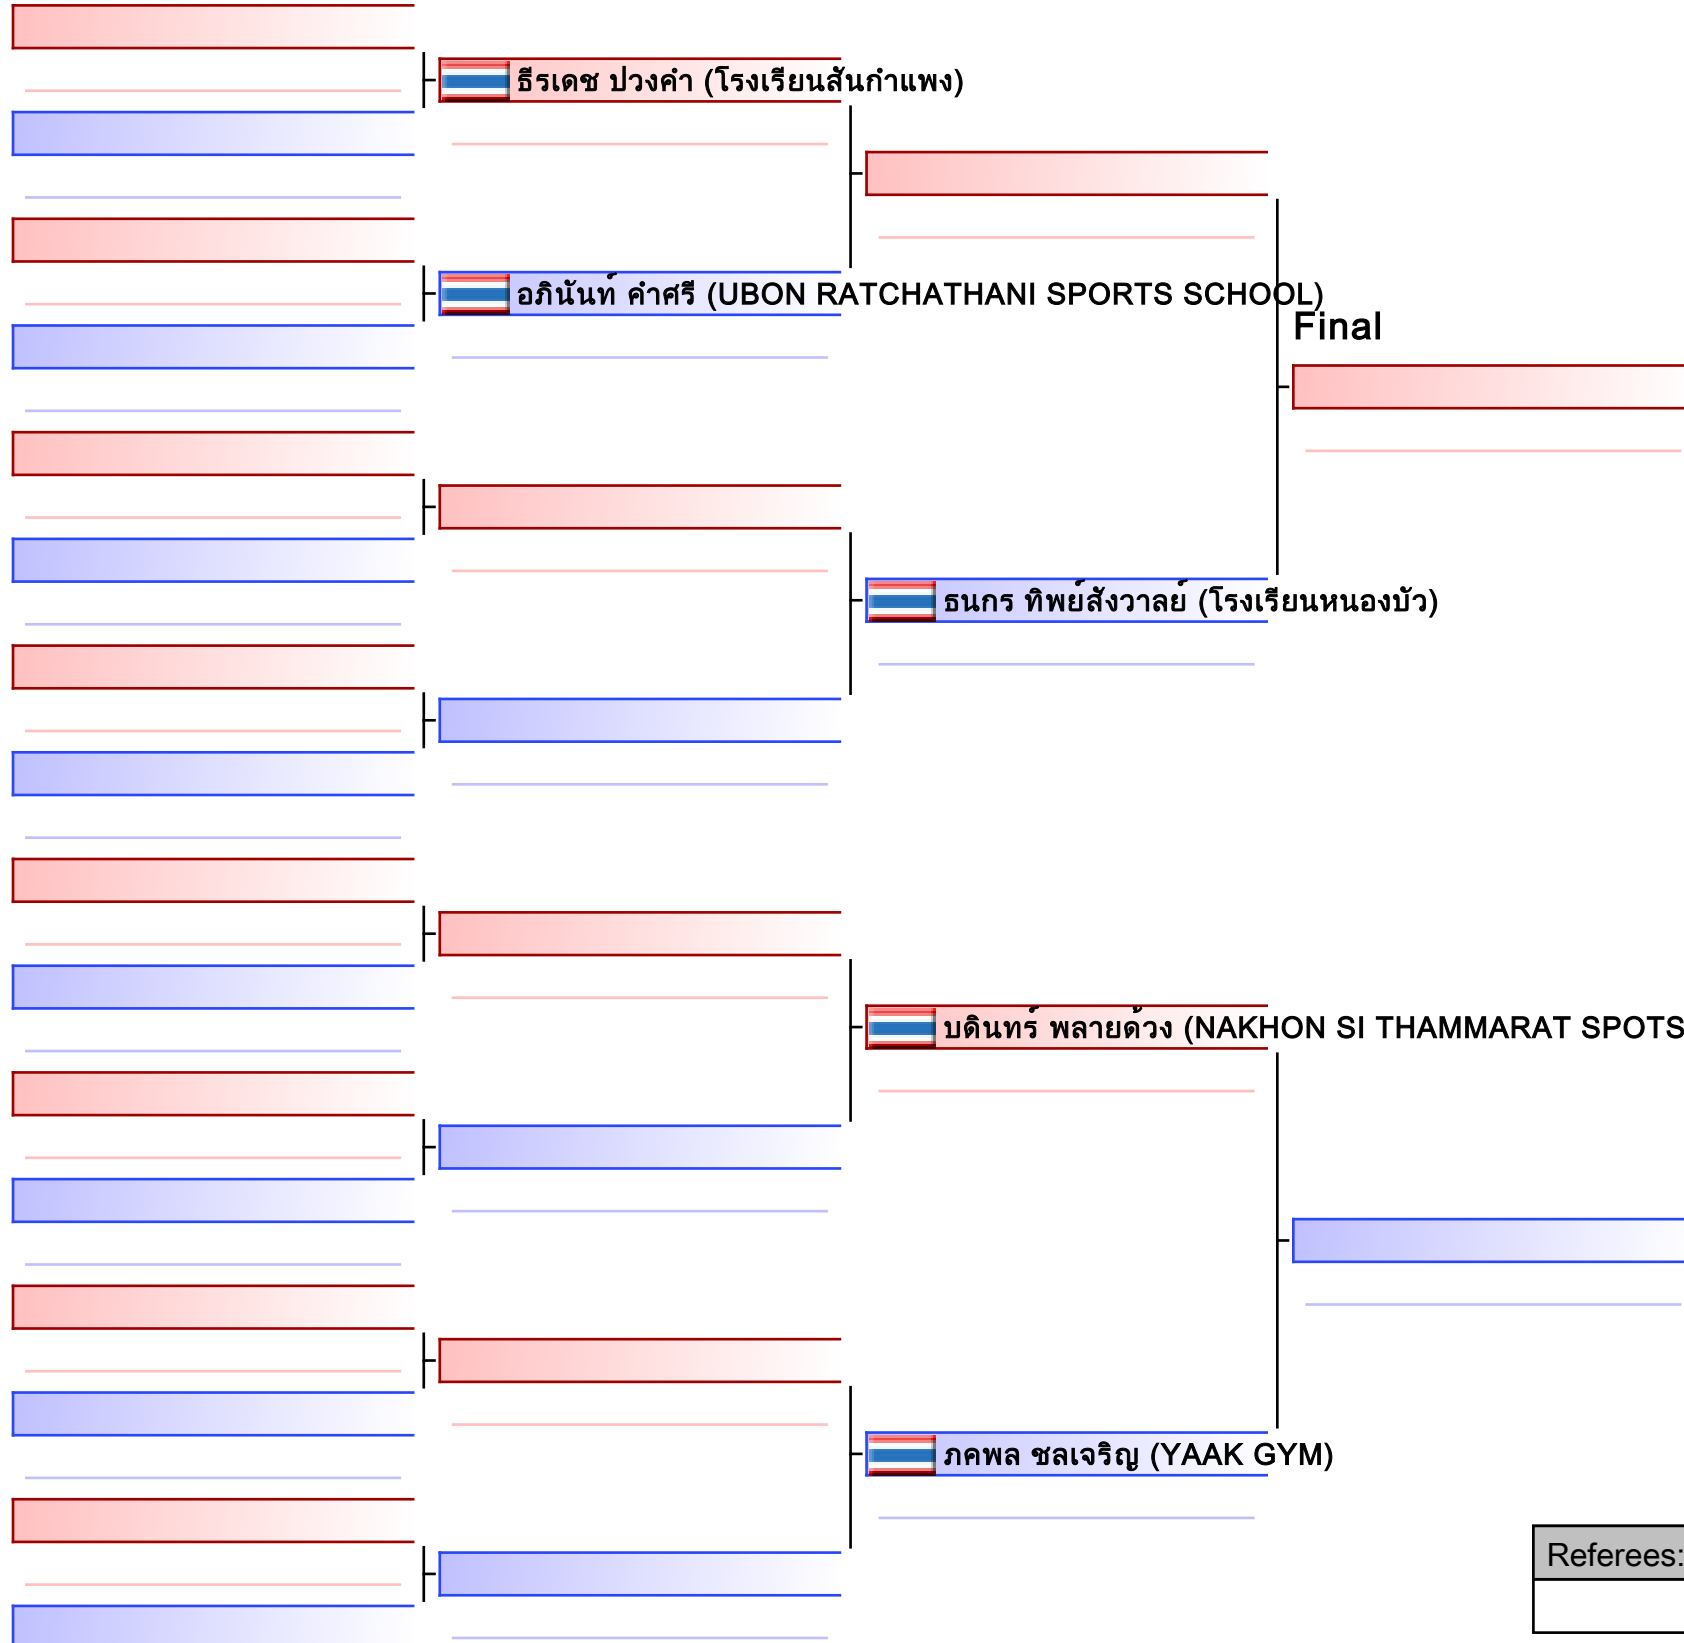 ธีรเดช ปวงคำ (โรงเรียนสันกำแพง)
อภินันท์ คำศรี (UBON RATCHATHANI SPORTS SCHOOL)
Final
ธนกร ทิพย์สังวาลย์ (โรงเรียนหนองบัว)
บดินทร์ พลายด้วง (NAKHON SI THAMMARAT SPOTS
ภคพล ชลเจริญ (YAAK GYM)
Referees: